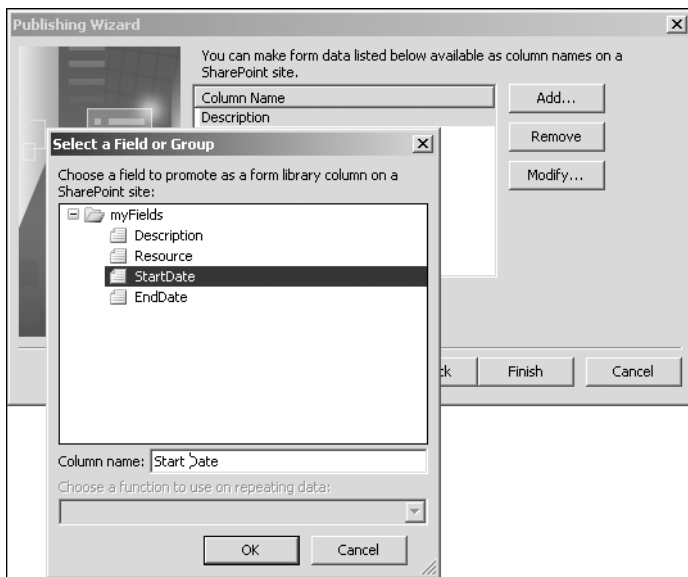 Publishing Wizard
You can make form data listed below available as column names on a
SharePoint site.
Column Name
Description
Add...
Remove
Modify...
Select a Field or Group
Choose a field to promote as a form library column on a
SharePoint site:
myFields
Description
Resource
StartDate
EndDate
Finish
Cancel
Column name: Start Date
Choose a function to use on repeating data:
OK
Cancel